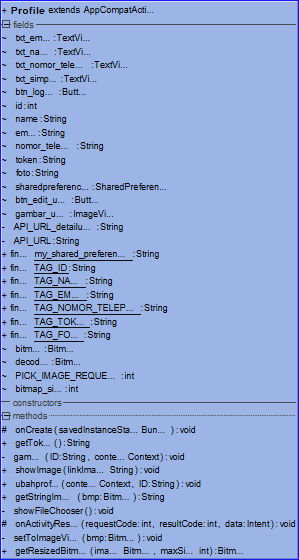 + Profile extends AppCompatActi...
fields
~ txt_em... :TextVi...
~ txt_na... :TextVi...
~ txt_nomor_tele... :TextVi...
~ txt_simp... :TextVi...
~ btn_log... :Butt...
~ id:int
~ name:String
~ em... :String
~ nomor_tele... :String
~ token:String
~ foto:String
~ sharedpreferenc... :SharedPreferen...
~ btn_edit_u... :Butt...
~ gambar_u... :ImageVi...
- API_URL_detailu... :String
- API_URL:String
+ fin... my_shared_preferen... :String
+ fin... TAG_ID:String
+ fin... TAG_NA... :String
+ fin... TAG_EM... :String
+ fin... TAG_NOMOR_TELEP... :String
+ fin... TAG_TOK... :String
+ fin... TAG_FO... :String
~ bitm... :Bitm...
~ decod... :Bitm...
~ PICK_IMAGE_REQUE... :int
~ bitmap_si... :int
constructors
methods
# onCreate(savedInstanceSta... Bun... ):void
+ getTok... ():String
- gam... (ID:String, conte... Context):void
+ showImage(linkIma... String):void
+ ubahprof... (conte... Context, ID:String):void
+ getStringIm... (bmp:Bitm... ):String
- showFileChooser():void
# onActivityRes... (requestCode:int, resultCode:int, data:Intent):void
- setToImageVi... (bmp:Bitm... ):void
+ getResizedBitm... (ima... Bitm... , maxSi... int):Bitm...